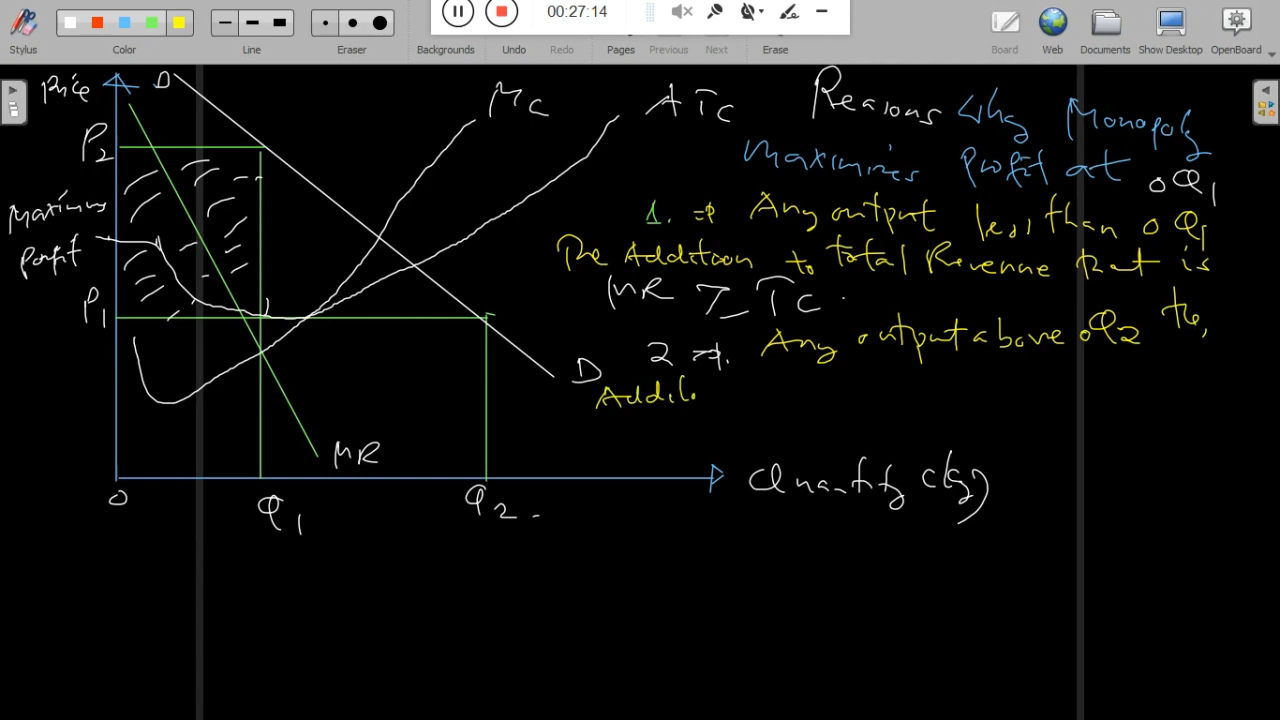 00:27:14
Stylus Color Line Eraser Backgrounds Undo Redo Pages Previous Next Erase Board Web Documents Show Desktop OpenBoard
Price D
P2
Maximum
Profit
P1
MC
ATC
D
MR
O
Q1
Q2
Quantity (kg)
Reasons Why Monopoly
Maximizes Profit at
OQ1
1. ⇒ Any output less than OQ1
The Addition to total Revenue that is
MR > TC.
2 ⇒. Any output above OQ2 the,
Additi